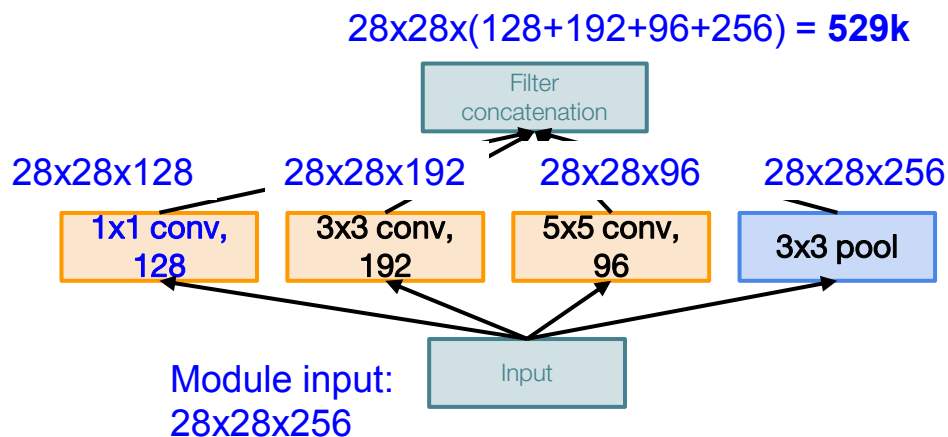 28x28x(128+192+96+256) = 529k
Filter
concatenation
28x28x128
28x28x192
28x28x96
28x28x256
1x1 conv,
128
3x3 conv,
192
5x5 conv,
96
3x3 pool
Input
Module input:
28x28x256